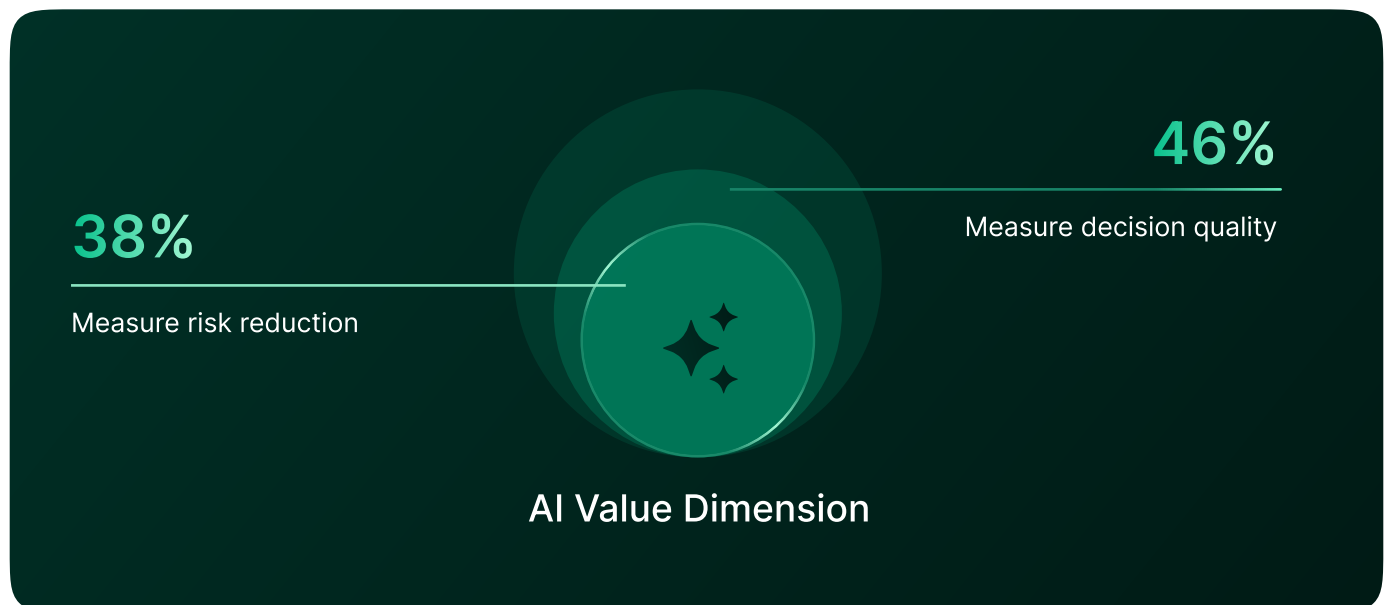 46%
Measure decision quality
38%
Measure risk reduction
AI Value Dimension